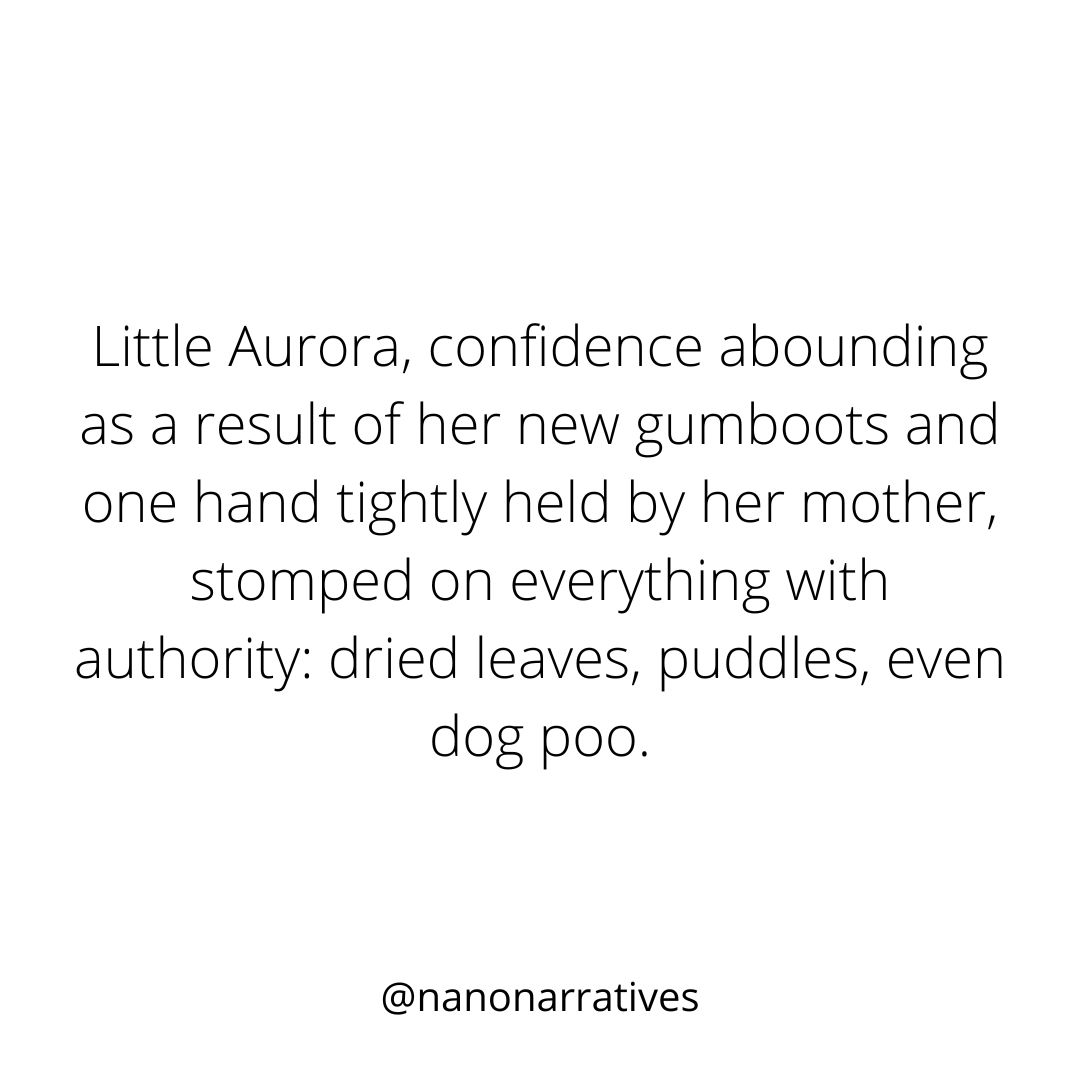 Little Aurora, confidence abounding
as a result of her new gumboots and
one hand tightly held by her mother,
stomped on everything with
authority: dried leaves, puddles, even
dog poo.
@nanonarratives